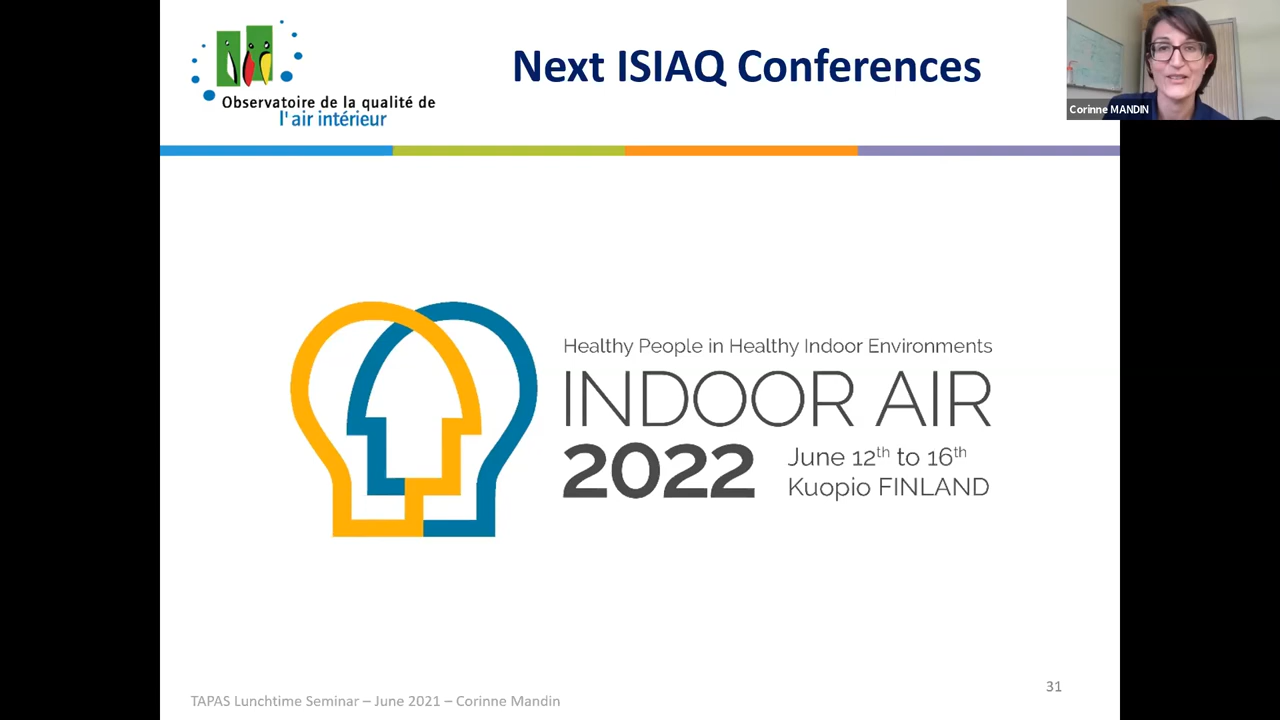 Next ISIAQ Conferences
Observatoire de la qualité de
l'air intérieur
Corinne MANDIN
Healthy People in Healthy Indoor Environments
INDOOR AIR
2022
June 12th to 16th
Kuopio FINLAND
31
TAPAS Lunchtime Seminar – June 2021 – Corinne Mandin